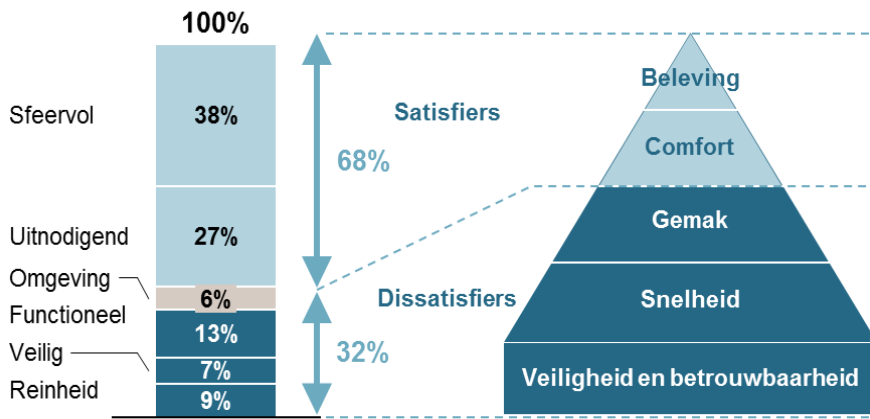 100%
Sfeervol
38%
Uitnodigend
27%
Omgeving
6%
Functioneel
13%
Veilig
7%
Reinheid
9%
Satisfiers
68%
Dissatisfiers
32%
Beleving
Comfort
Gemak
Snelheid
Veiligheid en betrouwbaarheid